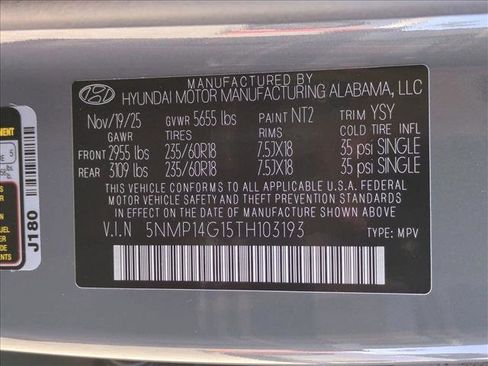 MANUFACTURED BY
HYUNDAI MOTOR MANUFACTURING ALABAMA, LLC
Nov/19/25 GVWR 5655 lbs PAINT NT2 TRIM YSY
GAWR TIRES RIMS COLD TIRE INFL
FRONT 2955 lbs 235/60R18 7.5JX18 35 psi SINGLE
REAR 3109 lbs 235/60R18 7.5JX18 35 psi SINGLE
THIS VEHICLE CONFORMS TO ALL APPLICABLE U.S.A. FEDERAL
MOTOR VEHICLE SAFETY AND THEFT PREVENTION STANDARDS IN
EFFECT ON THE DATE OF MANUFACTURE SHOWN ABOVE
V.I.N 5NMP14G15TH103193 TYPE: MPV
J180